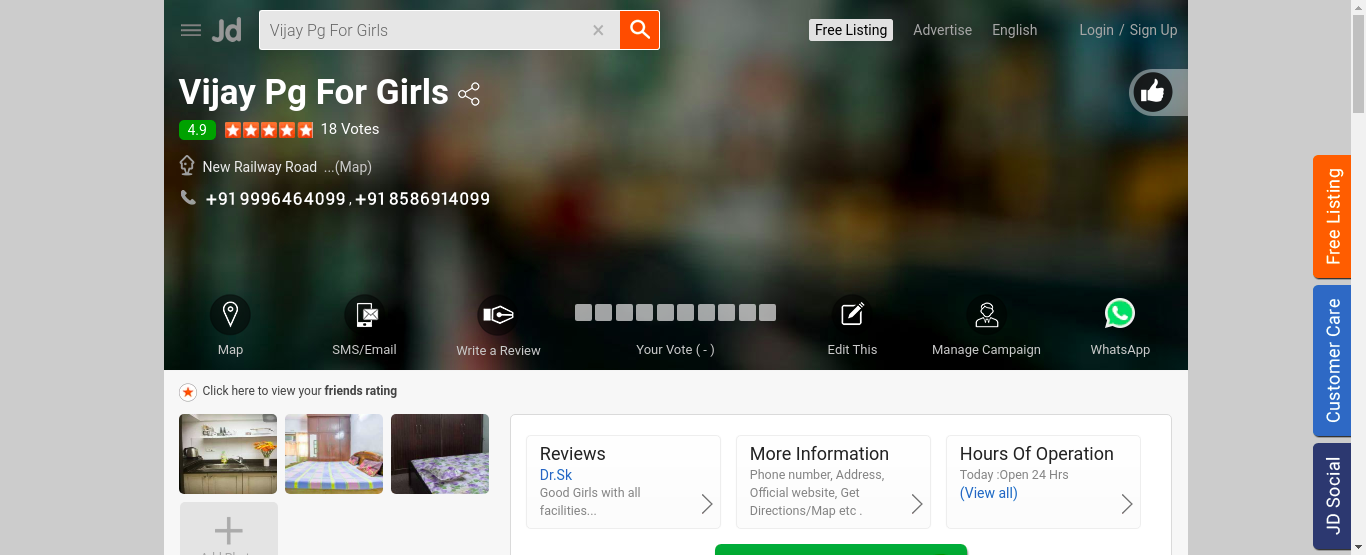 Jd
Vijay Pg For Girls
Free Listing
Advertise
English
Login / Sign Up
Vijay Pg For Girls
4.9
18 Votes
New Railway Road ...(Map)
+91 9996464099 , +91 8586914099
Map
SMS/Email
Write a Review
Your Vote ( - )
Edit This
Manage Campaign
WhatsApp
Free Listing
Customer Care
JD Social
Click here to view your friends rating
Reviews
Dr.Sk
Good Girls with all
facilities...
More Information
Phone number, Address,
Official website, Get
Directions/Map etc .
Hours Of Operation
Today :Open 24 Hrs
(View all)